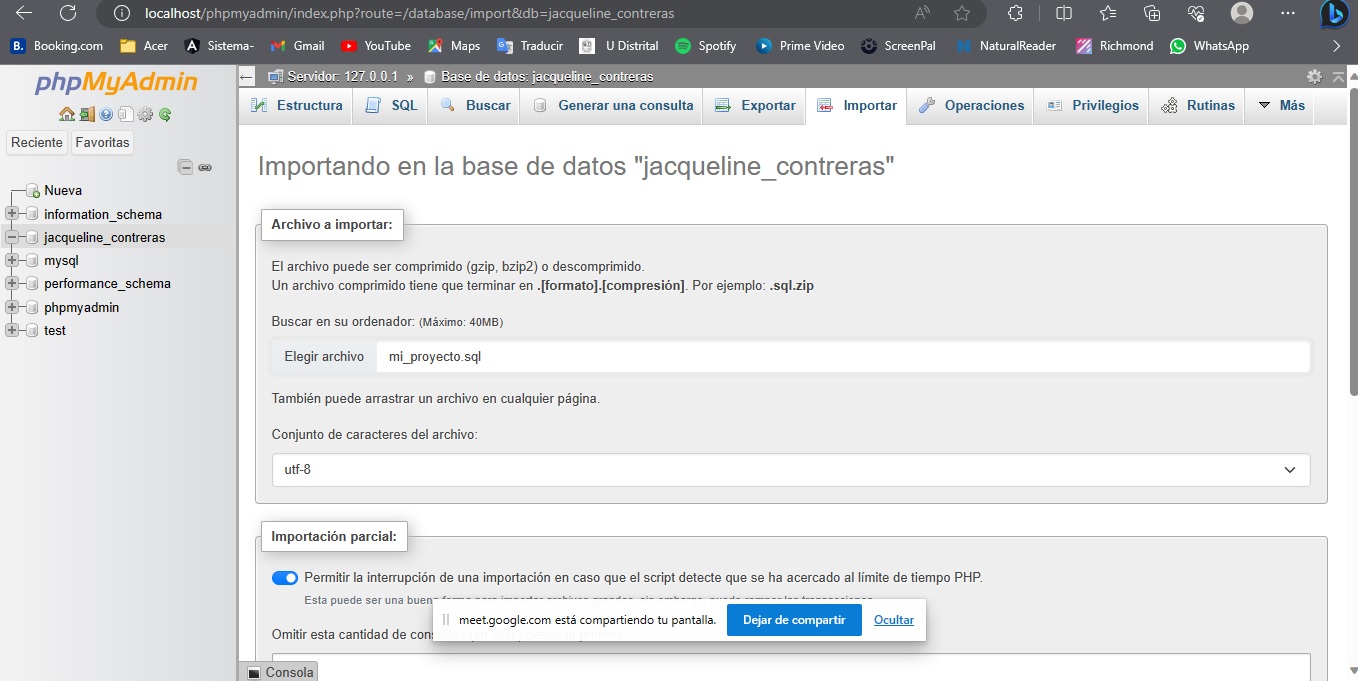 localhost/phpmyadmin/index.php?route=/database/import&db=jacqueline_contreras
B. Booking.com Acer Sistema- Gmail YouTube Maps Traducir U Distrital Spotify Prime Video ScreenPal NaturalReader Richmond WhatsApp
phpMyAdmin
Reciente Favoritas
Nueva
information_schema
jacqueline_contreras
mysql
performance_schema
phpmyadmin
test
Servidor: 127.0.0.1 » Base de datos: jacqueline_contreras
Estructura SQL Buscar Generar una consulta Exportar Importar Operaciones Privilegios Rutinas Más
Importando en la base de datos "jacqueline_contreras"
Archivo a importar:
El archivo puede ser comprimido (gzip, bzip2) o descomprimido.
Un archivo comprimido tiene que terminar en .[formato].[compresión]. Por ejemplo: .sql.zip
Buscar en su ordenador: (Máximo: 40MB)
Elegir archivo mi_proyecto.sql
También puede arrastrar un archivo en cualquier página.
Conjunto de caracteres del archivo:
utf-8
Importación parcial:
Permitir la interrupción de una importación en caso que el script detecte que se ha acercado al límite de tiempo PHP.
Esta puede ser una buena
Omitir esta cantidad de
meet.google.com está compartiendo tu pantalla. Dejar de compartir Ocultar
Consola